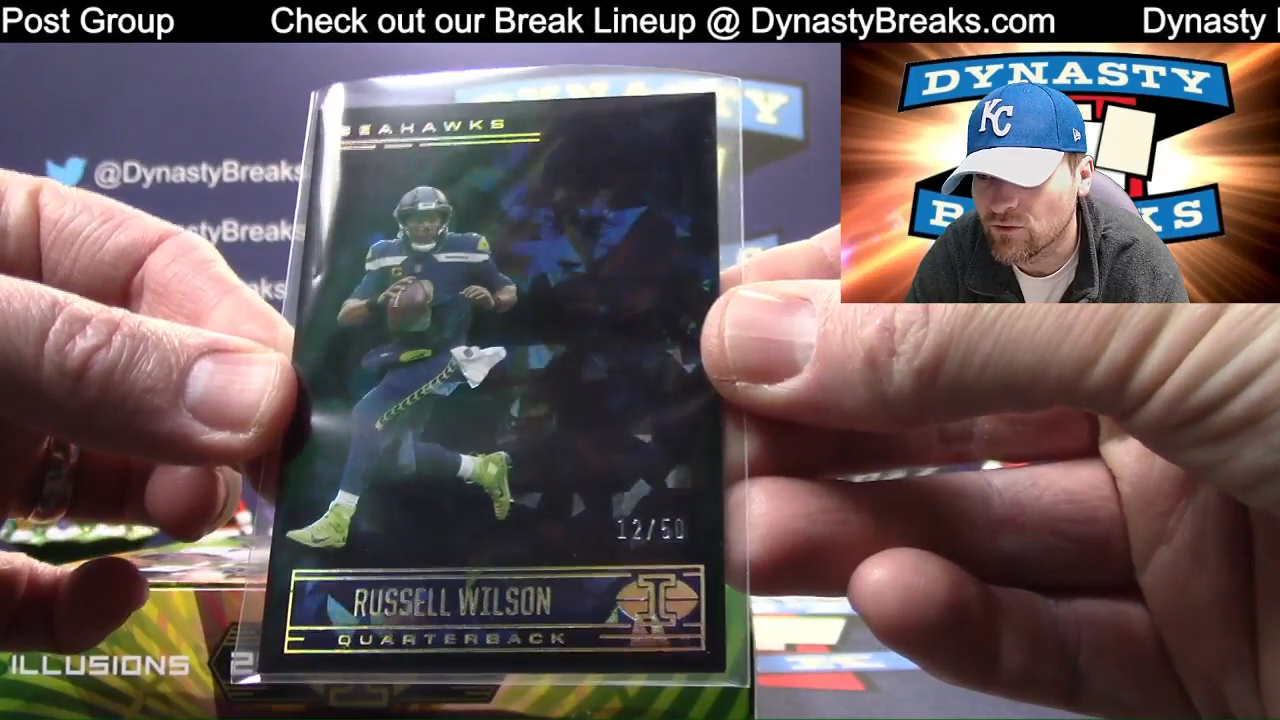 Post Group Check out our Break Lineup @ DynastyBreaks.com Dynasty
DYNASTY
KC
@DynastyBreaks
SEAHAWKS
12/50
RUSSELL WILSON
QUARTERBACK
ILLUSIONS